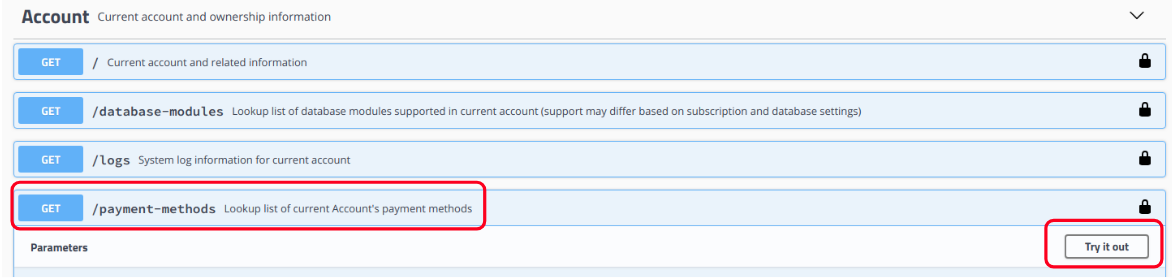 Account Current account and ownership information
GET / Current account and related information
GET /database-modules Lookup list of database modules supported in current account (support may differ based on subscription and database settings)
GET /logs System log information for current account
GET /payment-methods Lookup list of current Account's payment methods
Parameters Try it out